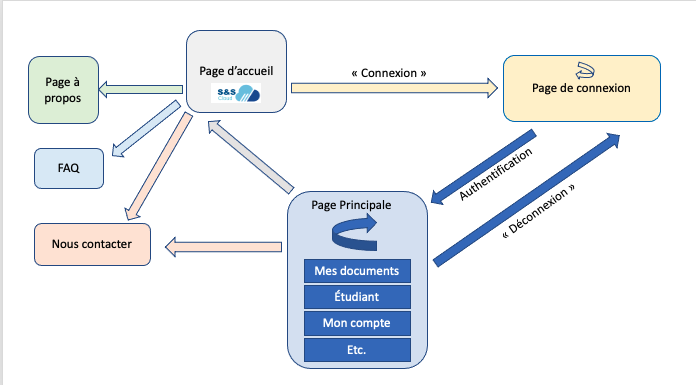 Page d'accueil
S&S
Cloud
« Connexion »
Page de connexion
Page à
propos
FAQ
Nous contacter
Authentification
« Déconnexion »
Page Principale
Mes documents
Étudiant
Mon compte
Etc.